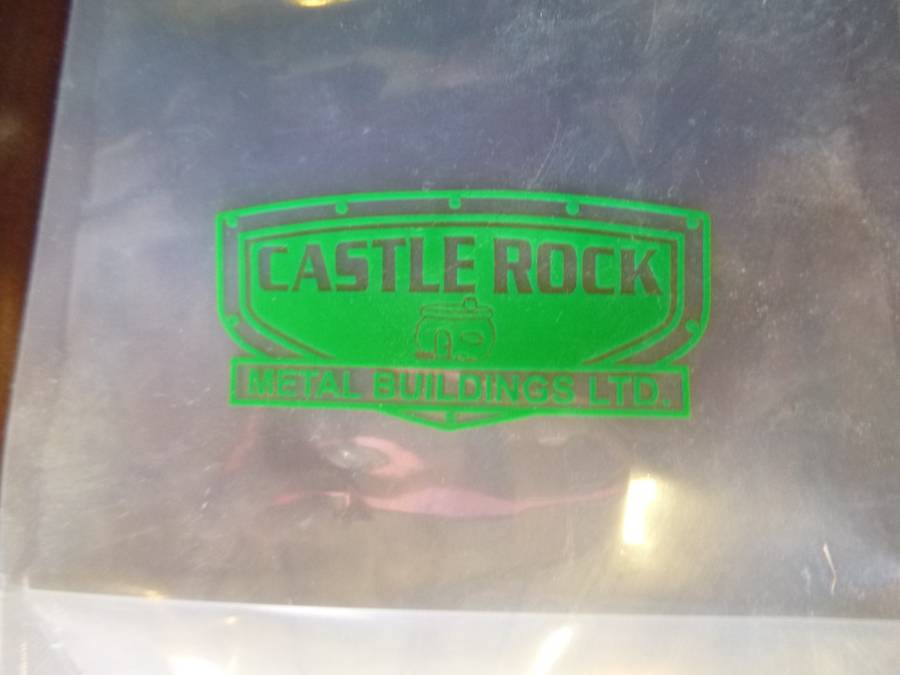 CASTLE ROCK
METAL BUILDINGS LTD.